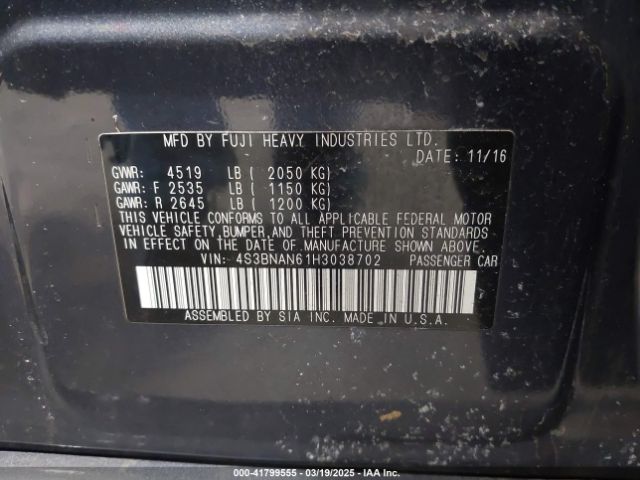 MFD BY FUJI HEAVY INDUSTRIES LTD.
DATE: 11/16
GVWR: 4519 LB ( 2050 KG)
GAWR: F 2535 LB ( 1150 KG)
GAWR: R 2645 LB ( 1200 KG)
THIS VEHICLE CONFORMS TO ALL APPLICABLE FEDERAL MOTOR
VEHICLE SAFETY, BUMPER, AND THEFT PREVENTION STANDARDS
IN EFFECT ON THE DATE OF MANUFACTURE SHOWN ABOVE.
VIN: 4S3BNAN61H3038702 PASSENGER CAR
ASSEMBLED BY SIA INC. MADE IN U.S.A.
000-41799555 - 03/19/2025 - IAA Inc.